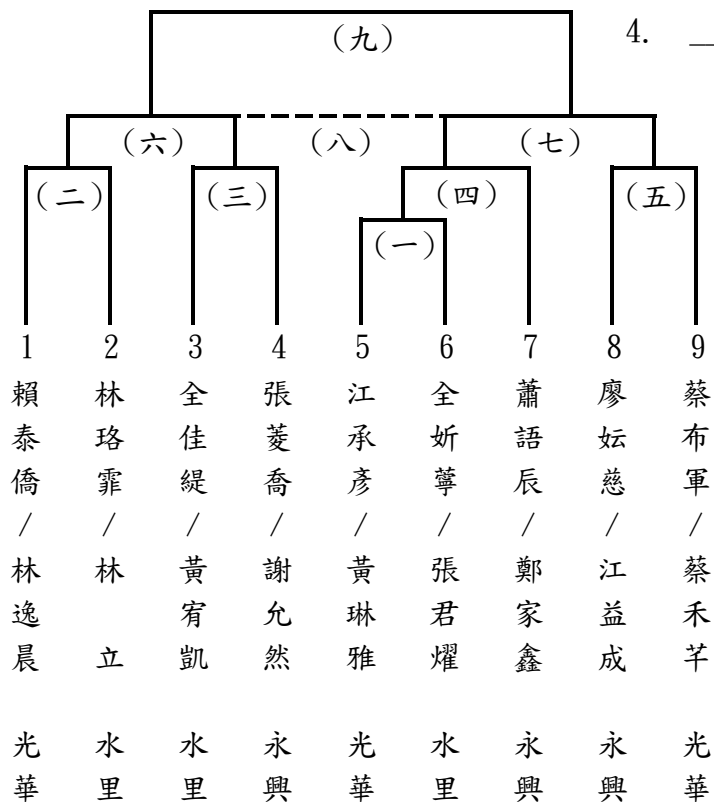 (九)
4. _
(六) (八) (七)
(二) (三) (四) (五)
(一)
1 2 3 4 5 6 7 8 9
賴泰僑/林逸晨 光華
林珞霏/林立 水里
全佳緹/黃宥凱 水里
張菱喬/謝允然 永興
江承彥/黃琳雅 光華
全妡薴/張君燿 水里
蕭語辰/鄭家鑫 永興
廖妘慈/江益成 永興
蔡布軍/蔡禾芊 光華